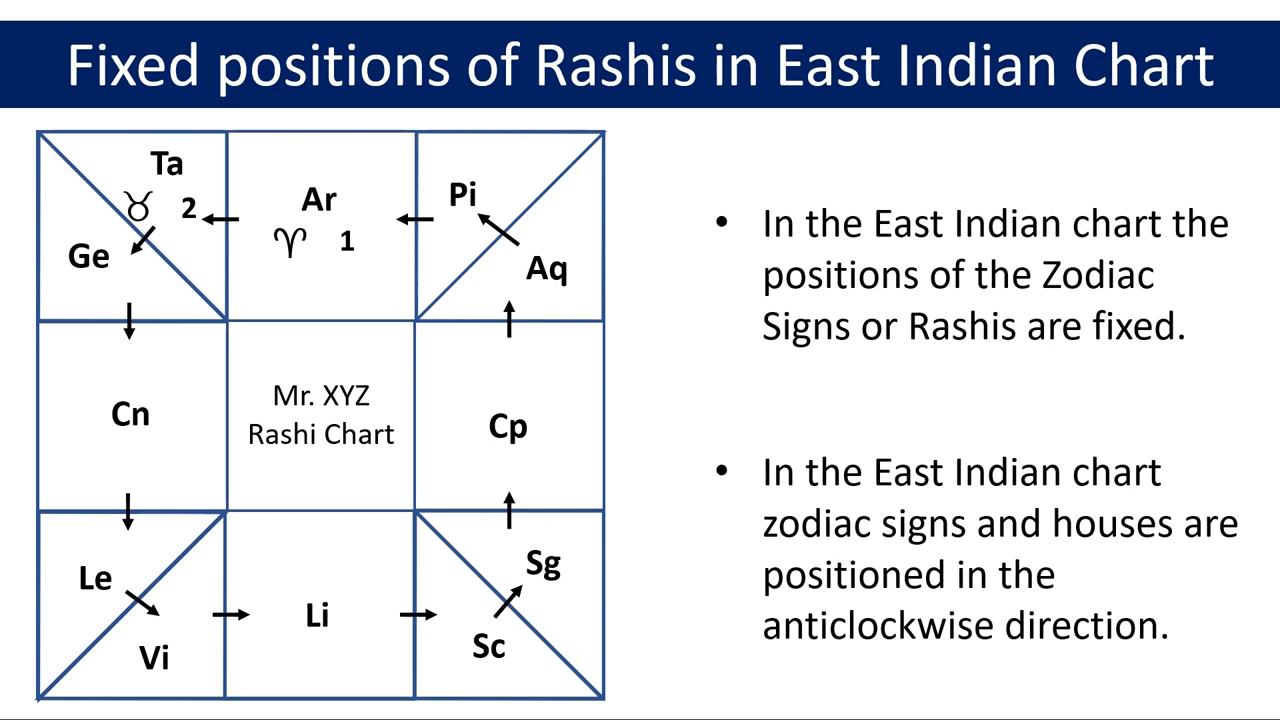 Fixed positions of Rashis in East Indian Chart
Ta
♉ 2
Ge
Ar
♈ 1
Pi
Aq
Cn
Mr. XYZ
Rashi Chart
Cp
Le
Vi
Li
Sg
Sc
• In the East Indian chart the
positions of the Zodiac
Signs or Rashis are fixed.
• In the East Indian chart
zodiac signs and houses are
positioned in the
anticlockwise direction.